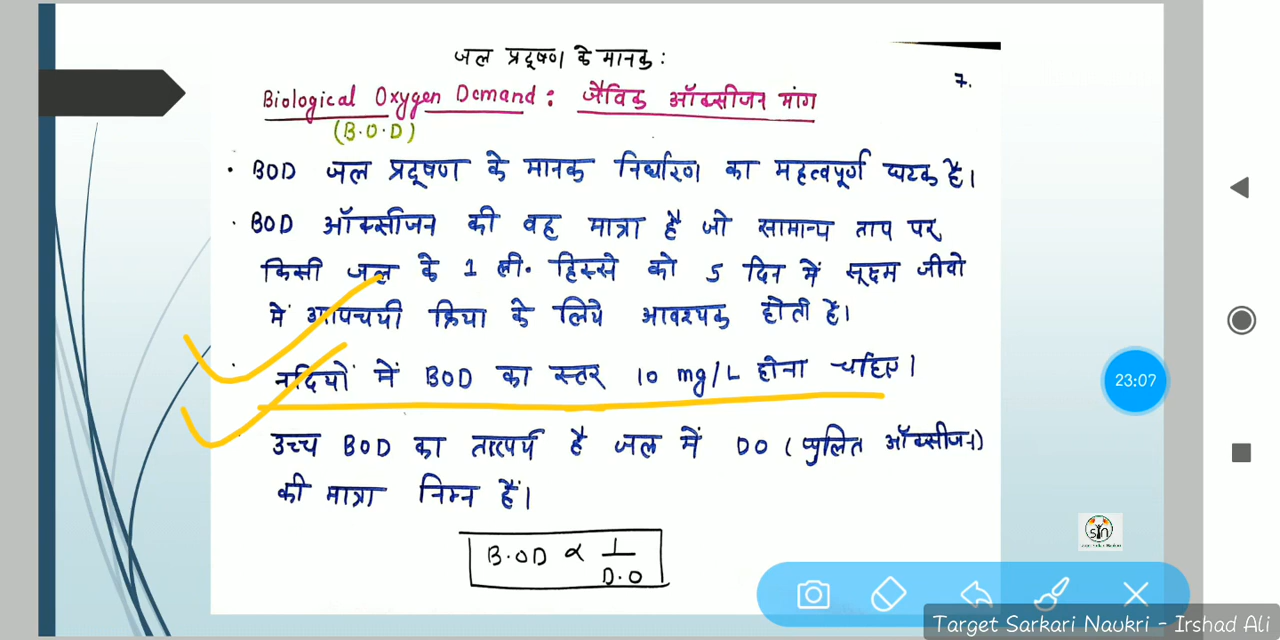 जल प्रदूषण के मानक :
7.
Biological Oxygen Demand : जैविक ऑक्सीजन मांग
(B.O.D)
• BOD जल प्रदूषण के मानक निर्धारण का महत्वपूर्ण घटक है।
• BOD ऑक्सीजन की वह मात्रा है जो सामान्य ताप पर
किसी जल के 1 ली. हिस्से को 5 दिन में सूक्ष्म जीवो
में अपचयी क्रिया के लिये आवश्यक होती है।
• नदियों में BOD का स्तर 10 mg/L होना चाहिए।
उच्च BOD का तात्पर्य है जल में DO ( घुलित ऑक्सीजन)
की मात्रा निम्न हैं।
B.OD ∝ 1/D.O
23:07
Target Sarkari Naukri - Irshad Ali